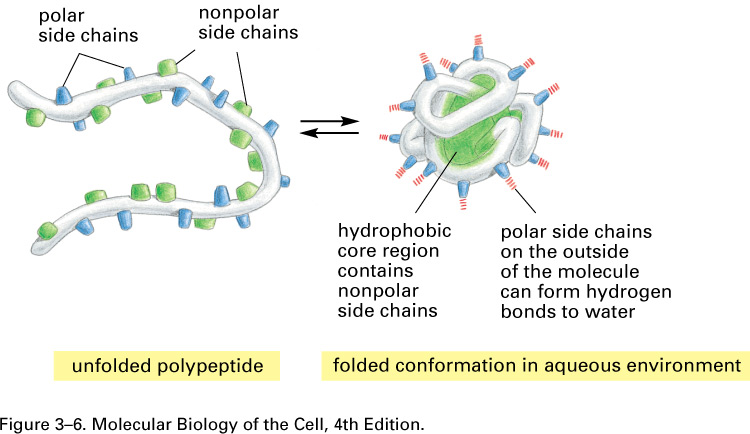 polar
side chains
nonpolar
side chains
hydrophobic
core region
contains
nonpolar
side chains
polar side chains
on the outside
of the molecule
can form hydrogen
bonds to water
unfolded polypeptide
folded conformation in aqueous environment
Figure 3–6. Molecular Biology of the Cell, 4th Edition.